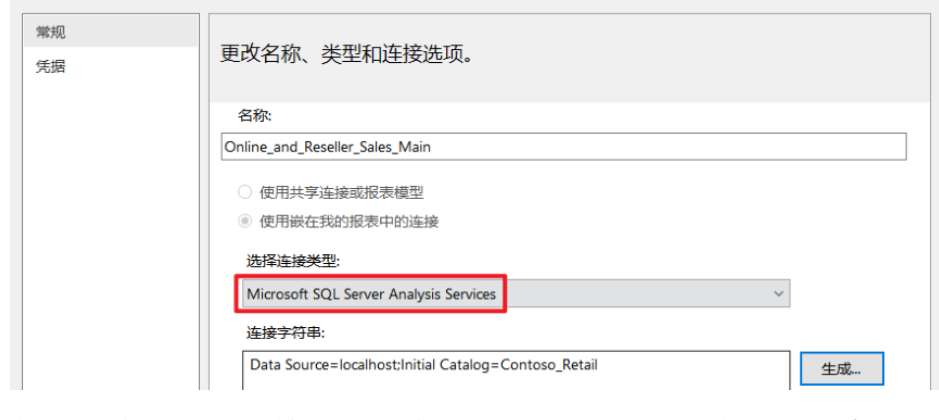 常规
凭据
更改名称、类型和连接选项。
名称:
Online_and_Reseller_Sales_Main
使用共享连接或报表模型
使用嵌在我的报表中的连接
选择连接类型:
Microsoft SQL Server Analysis Services
连接字符串:
Data Source=localhost;Initial Catalog=Contoso_Retail
生成...